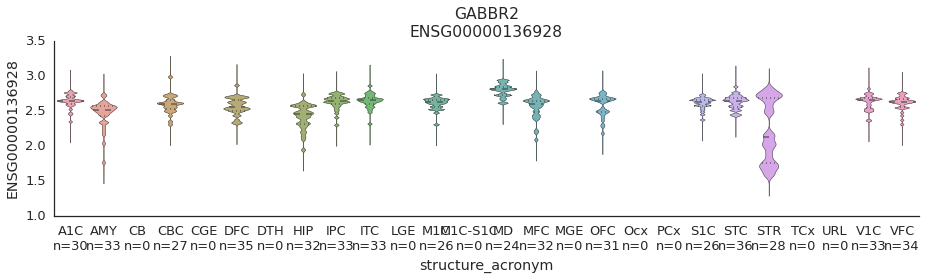 GABBR2
ENSG00000136928
3.5
3.0
2.5
2.0
1.5
1.0
ENSG00000136928
A1C AMY CB CBC CGE DFC DTH HIP IPC ITC LGE M1C M1C-S1C MD MFC MGE OFC Ocx PCx S1C STC STR TCx URL V1C VFC
n=30 n=33 n=0 n=27 n=0 n=35 n=0 n=32 n=33 n=33 n=0 n=26 n=0 n=24 n=32 n=0 n=31 n=0 n=0 n=26 n=36 n=28 n=0 n=0 n=33 n=34
structure_acronym